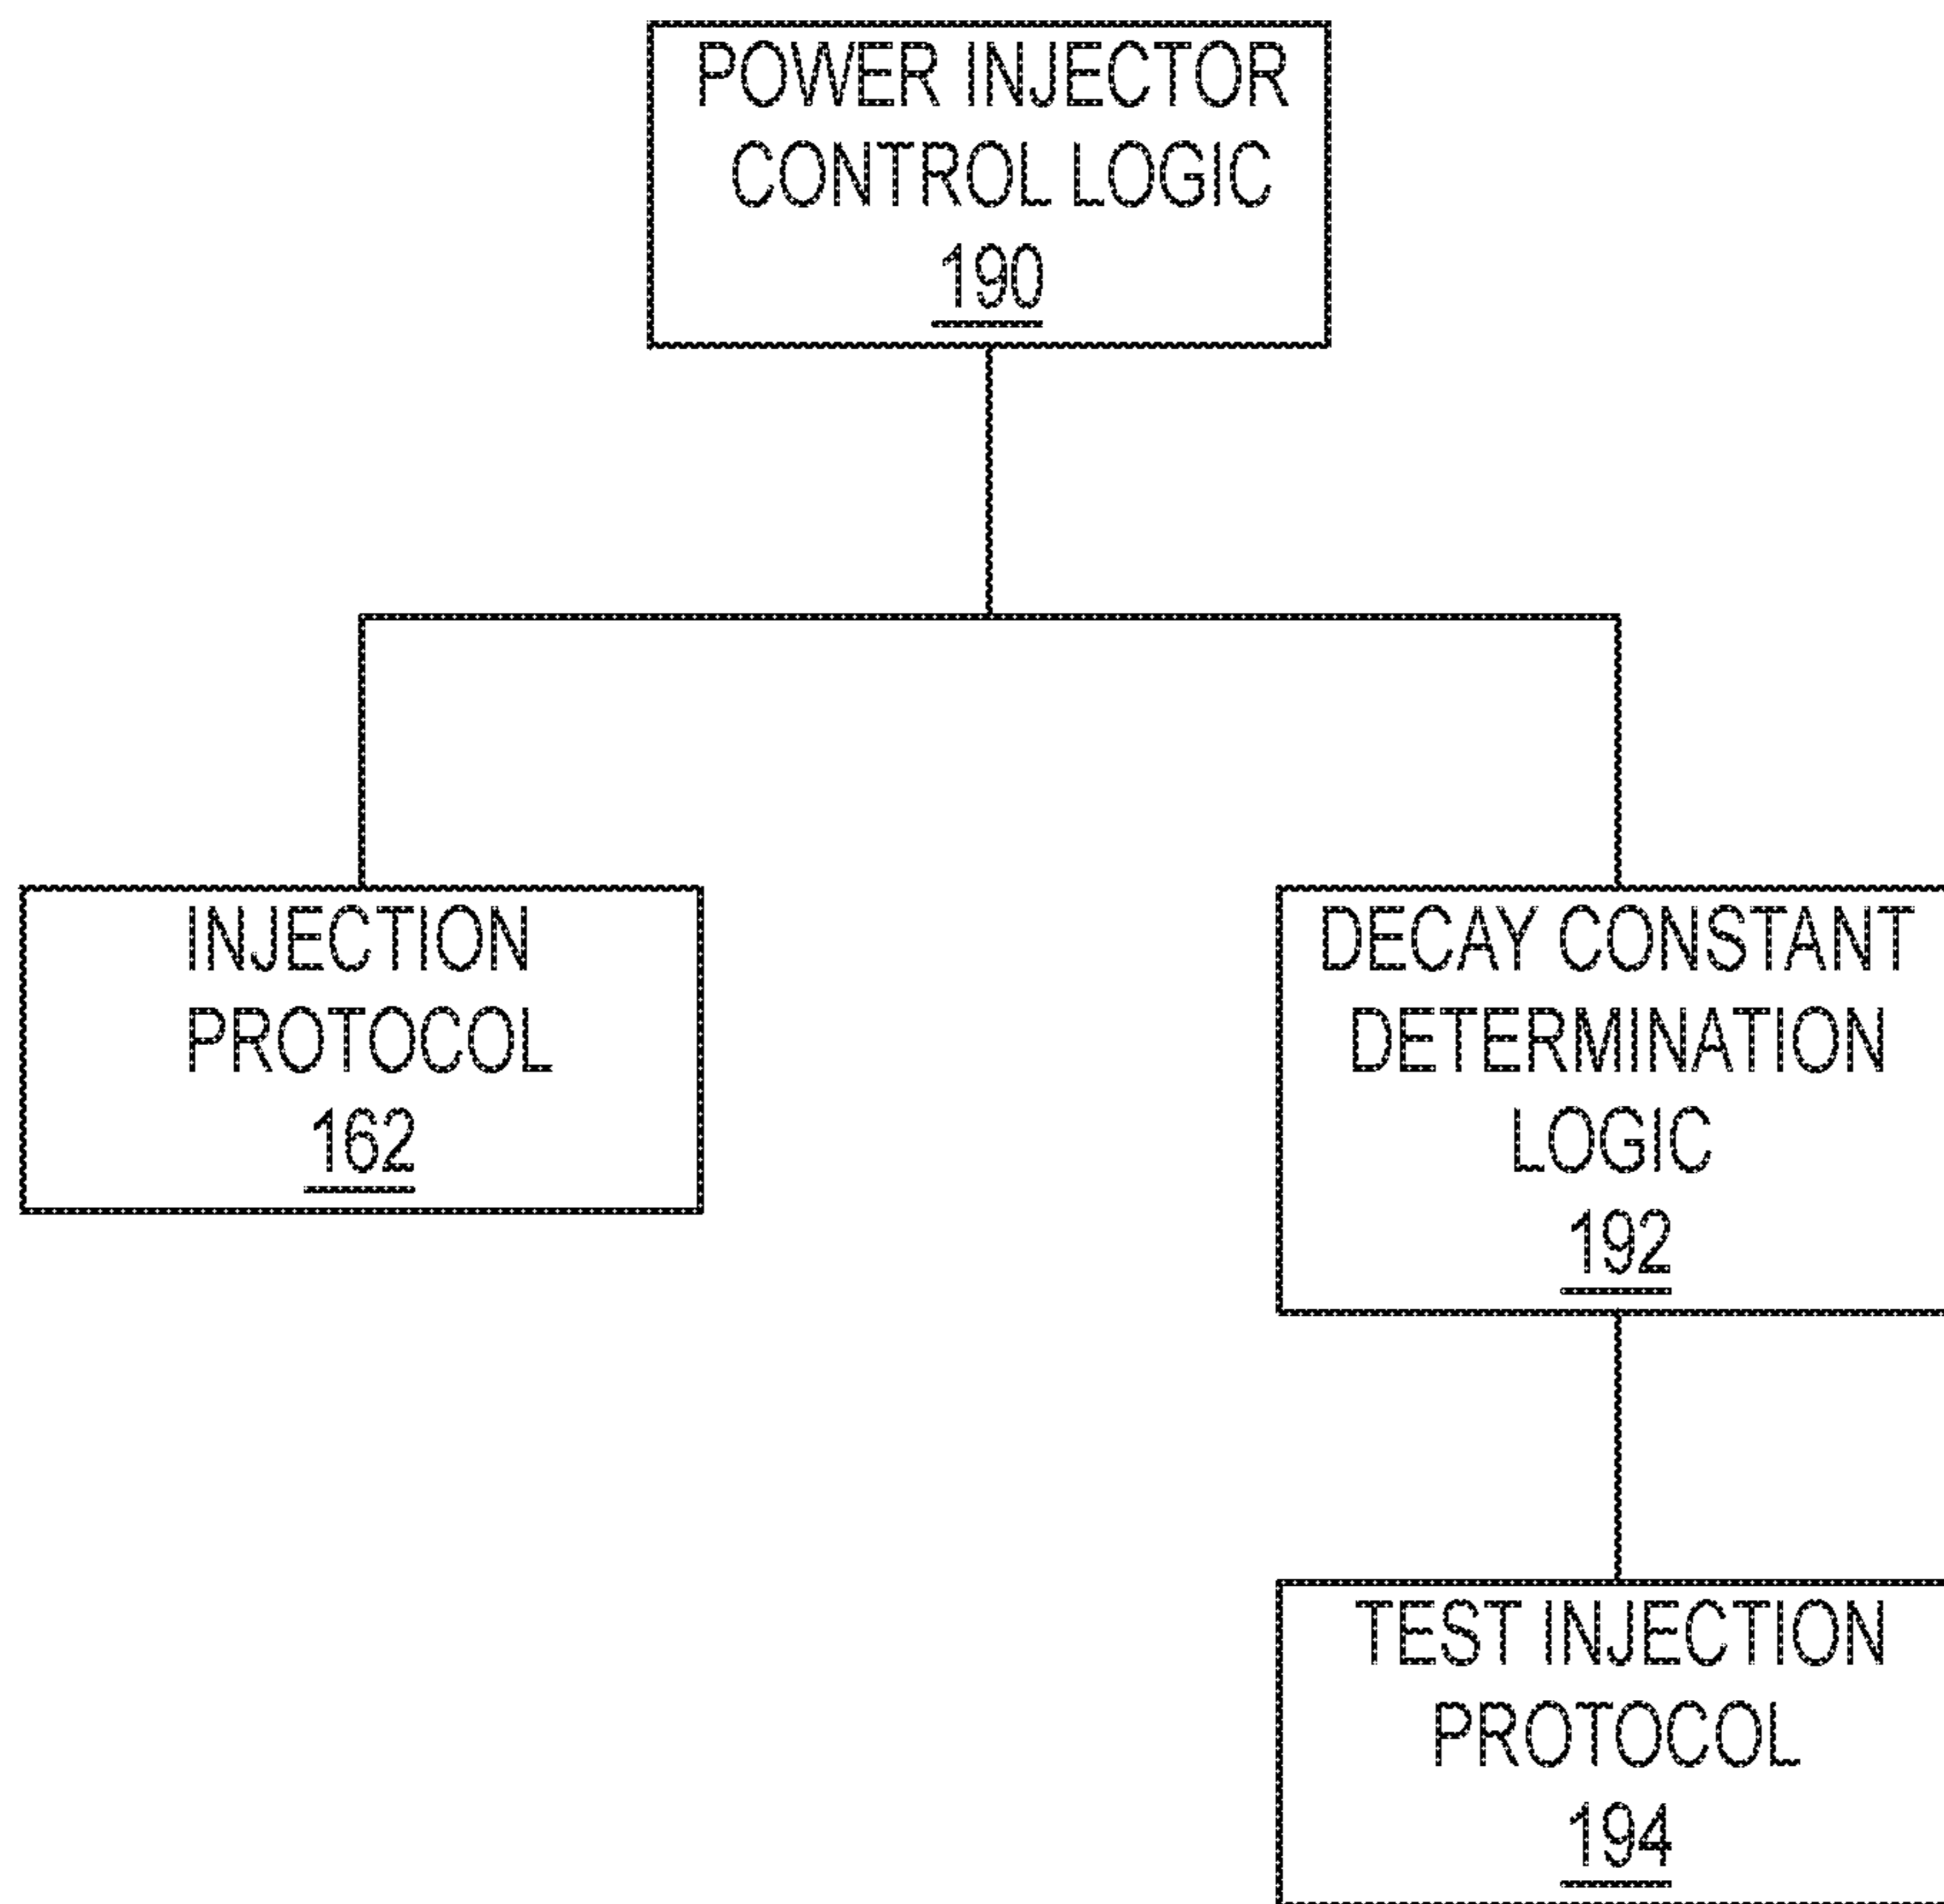 POWER INJECTOR
CONTROL LOGIC
190
INJECTION
PROTOCOL
162
DECAY CONSTANT
DETERMINATION
LOGIC
192
TEST INJECTION
PROTOCOL
194